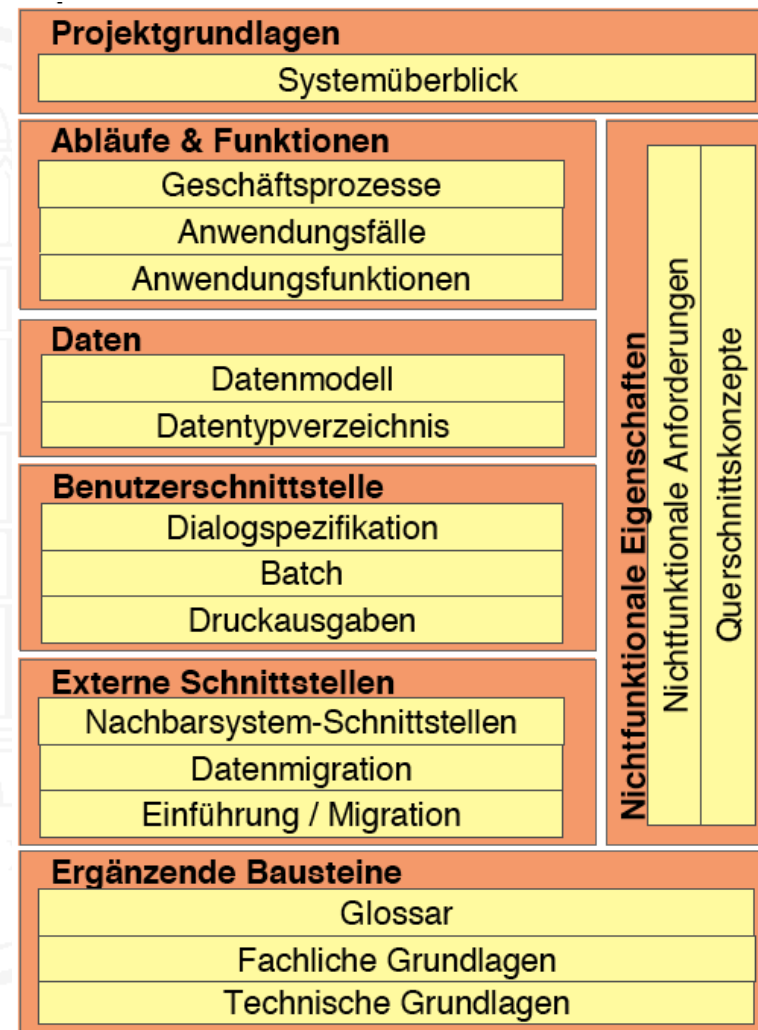 Projektgrundlagen
Systemüberblick
Abläufe & Funktionen
Geschäftsprozesse
Anwendungsfälle
Anwendungsfunktionen
Daten
Datenmodell
Datentypverzeichnis
Benutzerschnittstelle
Dialogspezifikation
Batch
Druckausgaben
Externe Schnittstellen
Nachbarsystem-Schnittstellen
Datenmigration
Einführung / Migration
Nichtfunktionale Eigenschaften
Nichtfunktionale Anforderungen
Querschnittskonzepte
Ergänzende Bausteine
Glossar
Fachliche Grundlagen
Technische Grundlagen